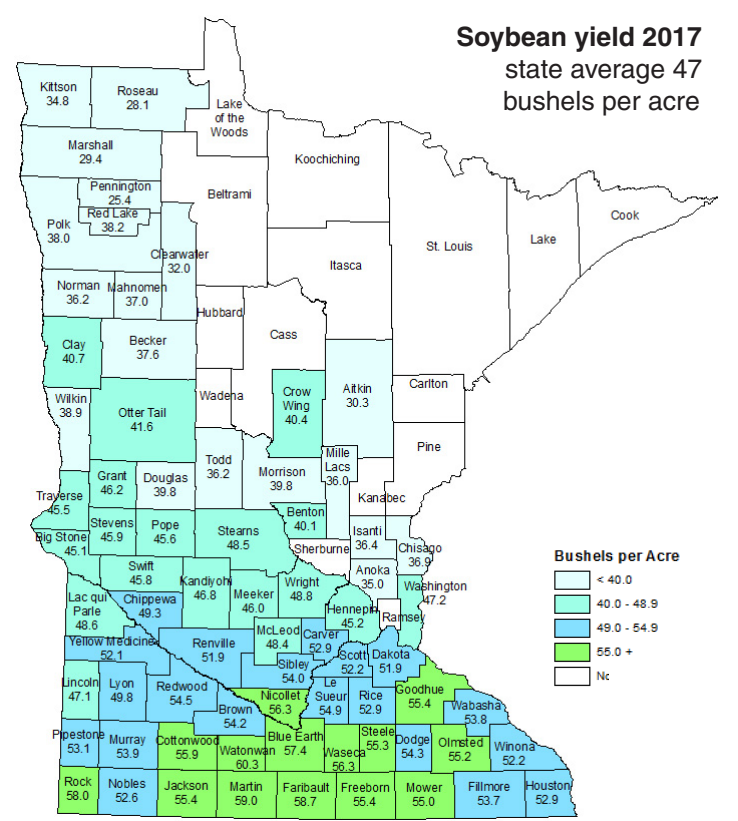 Soybean yield 2017
state average 47
bushels per acre
Kittson
34.8
Roseau
28.1
Lake
of the
Woods
Marshall
29.4
Koochiching
Pennington
25.4
Beltrami
Red Lake
38.2
Polk
38.0
Cook
St. Louis
Lake
Clearwater
32.0
Itasca
Norman
36.2
Mahnomen
37.0
Hubbard
Cass
Clay
40.7
Becker
37.6
Wadena
Crow
Wing
40.4
Aitkin
30.3
Carlton
Wilkin
38.9
Otter Tail
41.6
Pine
Todd
36.2
Morrison
39.8
Mille
Lacs
36.0
Kanabec
Grant
46.2
Douglas
39.8
Traverse
45.5
Benton
40.1
Stevens
45.9
Pope
45.6
Stearns
48.5
Isanti
36.4
Big Stone
45.1
Sherburne
Chisago
36.9
Swift
45.8
Kandiyohi
46.8
Meeker
46.0
Wright
48.8
Anoka
35.0
Washington
47.2
Lac qui
Parle
48.6
Chippewa
49.3
Hennepin
45.2
Ramsey
Yellow Medicine
52.1
Renville
51.9
McLeod
48.4
Carver
52.9
Scott
52.2
Dakota
51.9
Sibley
54.0
Lincoln
47.1
Lyon
49.8
Redwood
54.5
Nicollet
56.3
Le
Sueur
54.9
Rice
52.9
Goodhue
55.4
Brown
54.2
Wabasha
53.8
Pipestone
53.1
Murray
53.9
Cottonwood
55.9
Watonwan
60.3
Blue Earth
57.4
Waseca
56.3
Steele
55.3
Dodge
54.3
Olmsted
55.2
Winona
52.2
Rock
58.0
Nobles
52.6
Jackson
55.4
Martin
59.0
Faribault
58.7
Freeborn
55.4
Mower
55.0
Fillmore
53.7
Houston
52.9
Bushels per Acre
< 40.0
40.0 - 48.9
49.0 - 54.9
55.0 +
Nc